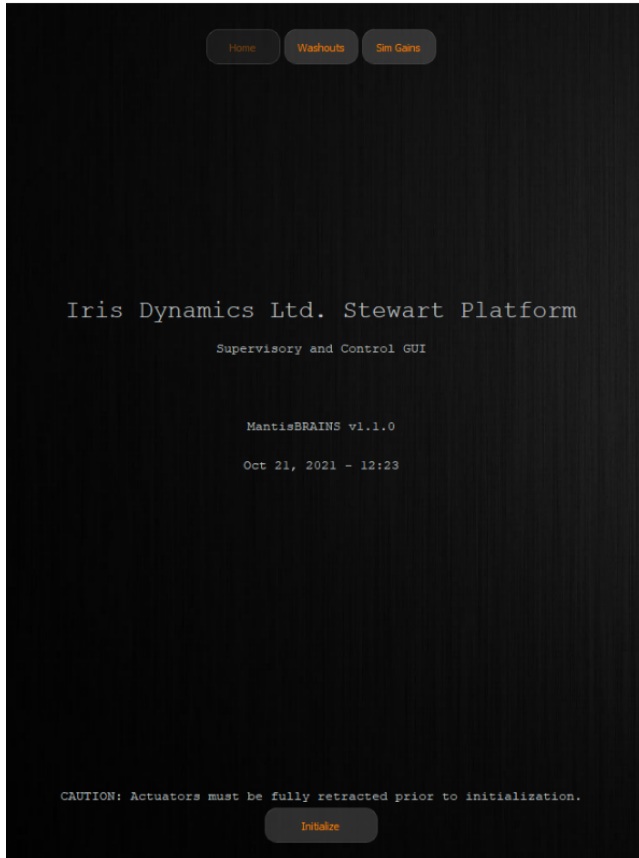 Home Washouts Sim Gains
Iris Dynamics Ltd. Stewart Platform
Supervisory and Control GUI
MantisBRAINS v1.1.0
Oct 21, 2021 - 12:23
CAUTION: Actuators must be fully retracted prior to initialization.
Initialize